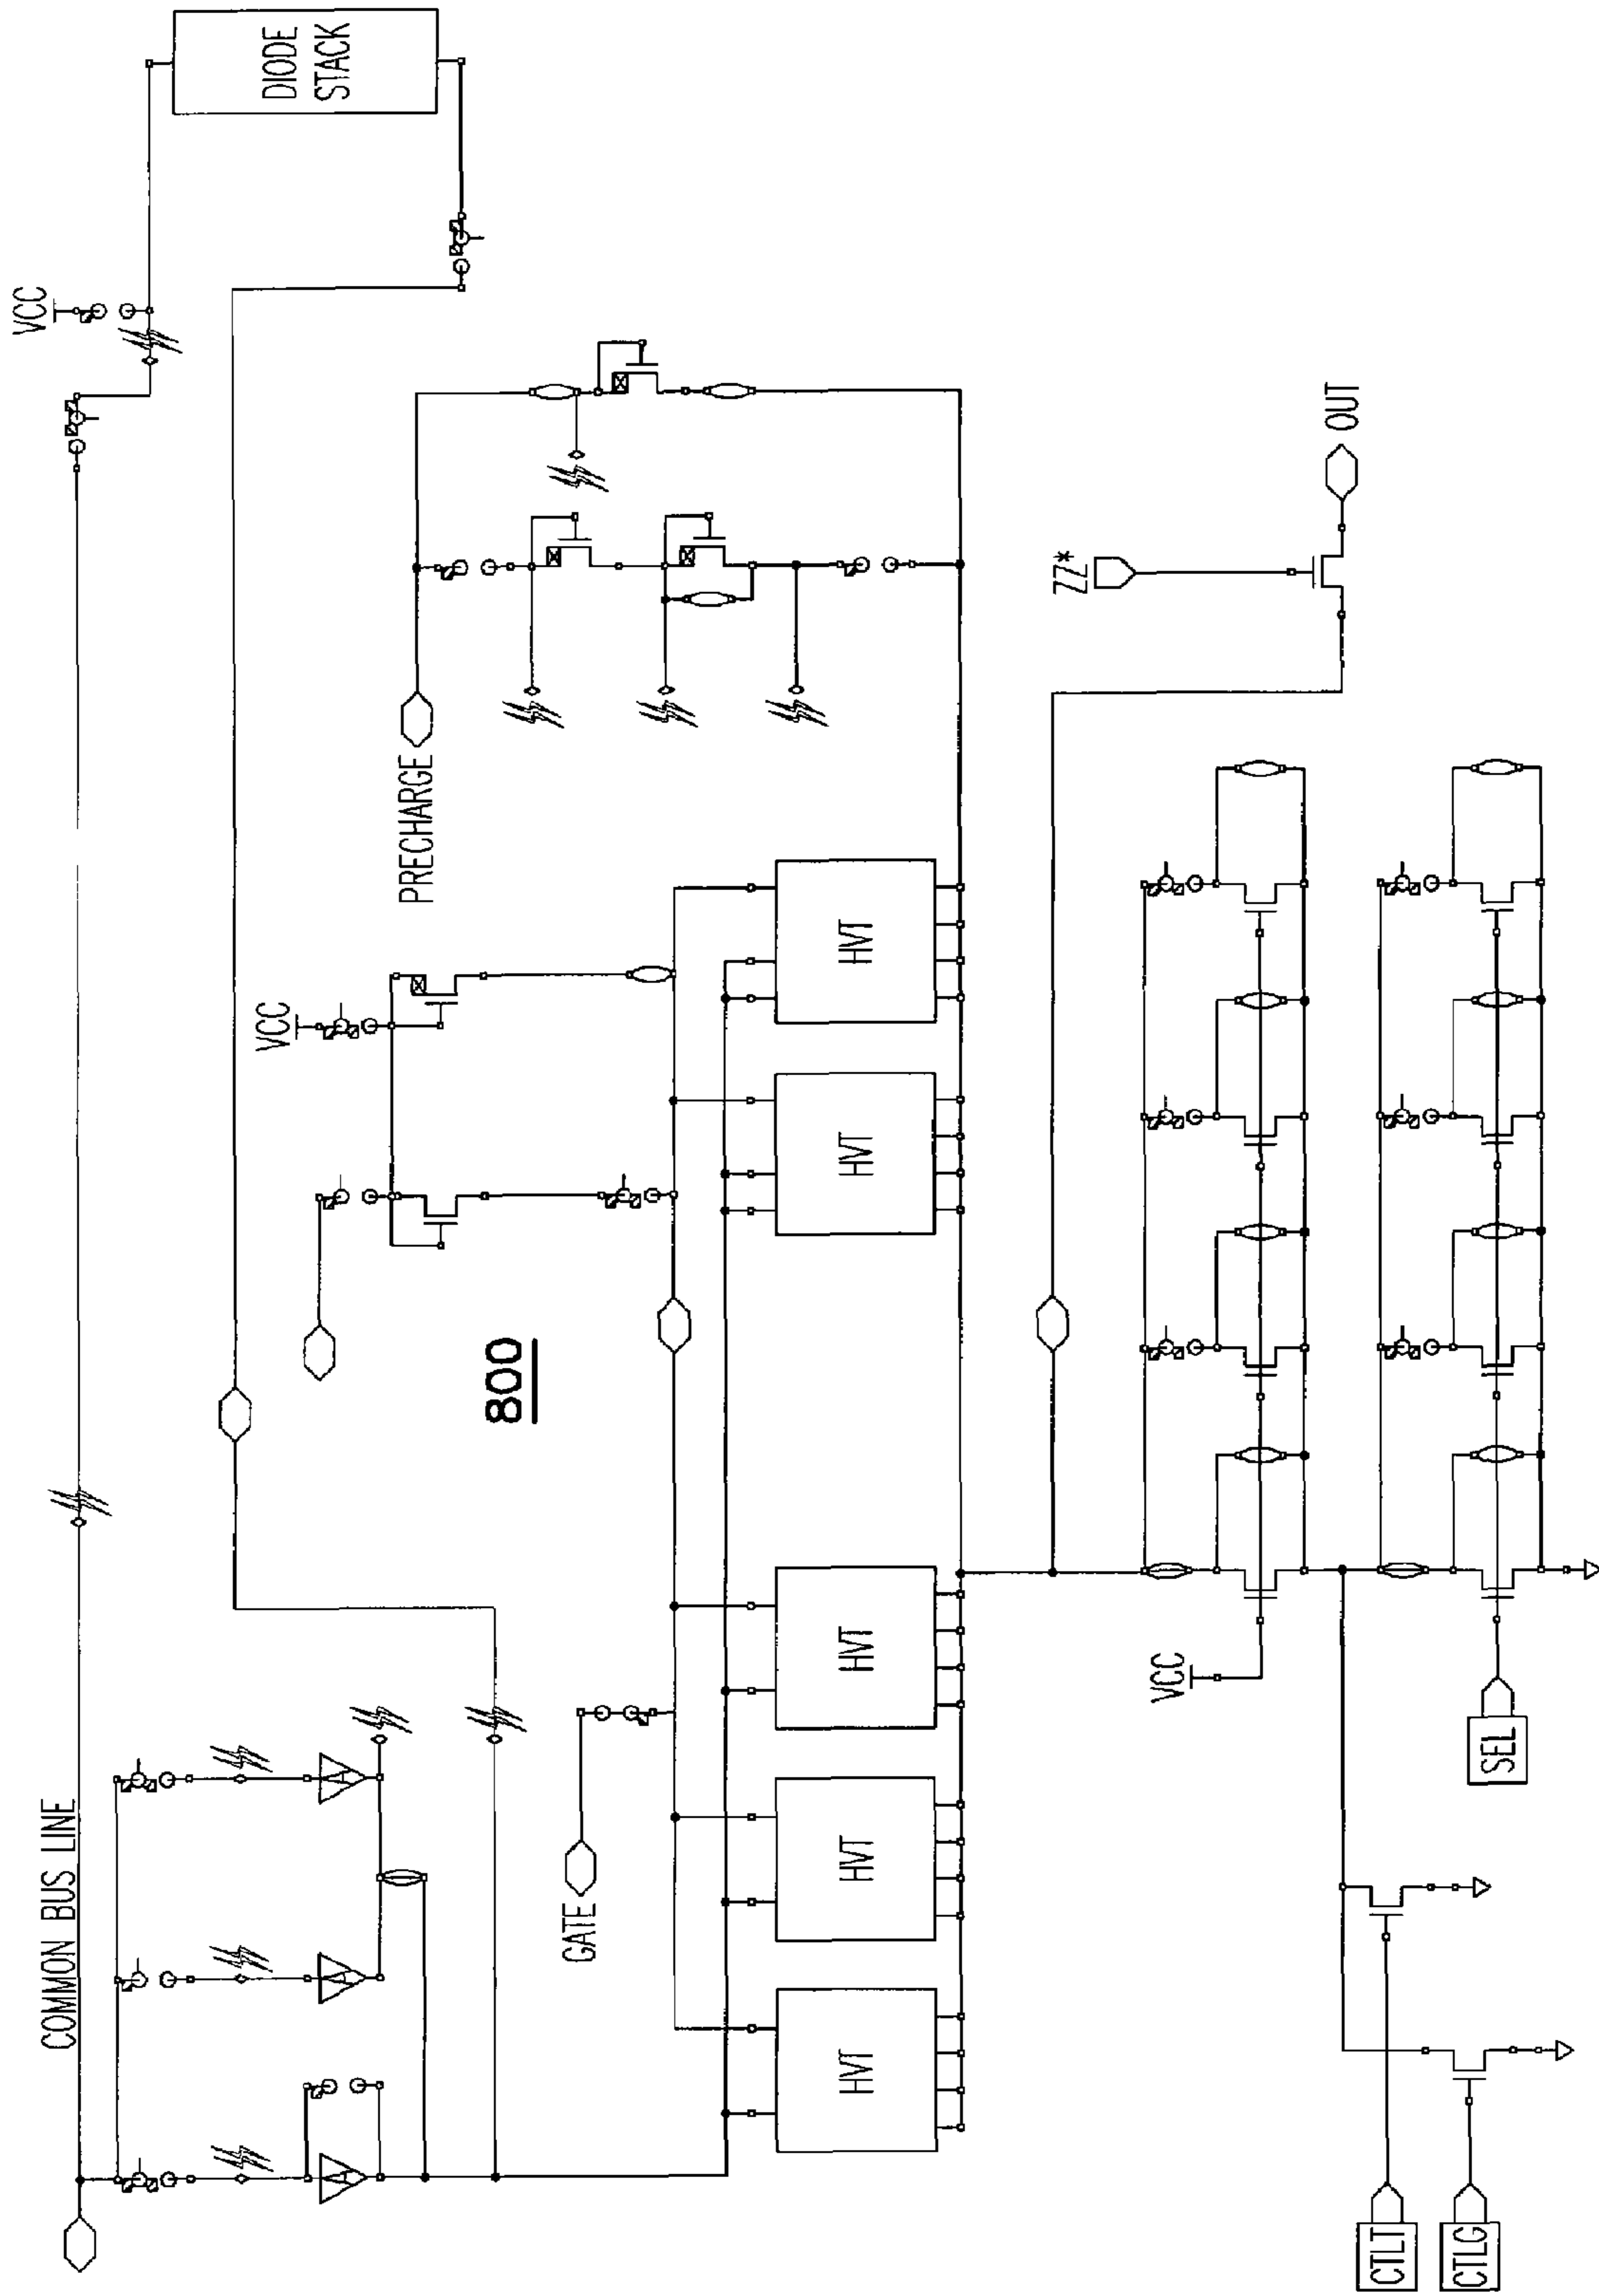 COMMON BUS LINE
VCC
DIODE
STACK
VCC
PRECHARGE
800
GATE
HVT
HVT
HVT
HVT
HVT
ZZ*
OUT
VCC
SEL
CTLT
CTLG